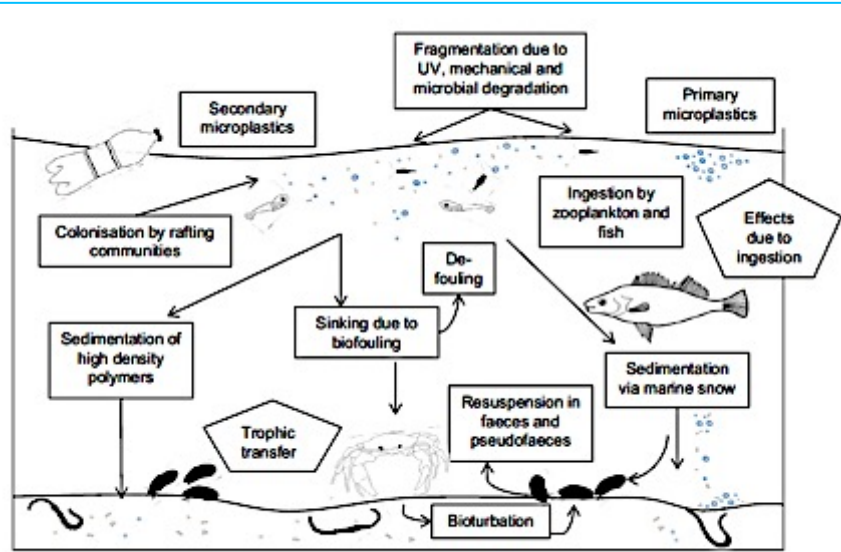 Fragmentation due to
UV, mechanical and
microbial degradation
Secondary
microplastics
Primary
microplastics
Colonisation by rafting
communities
Ingestion by
zooplankton and
fish
Effects
due to
ingestion
De-
fouling
Sinking due to
biofouling
Sedimentation of
high density
polymers
Sedimentation
via marine snow
Resuspension in
faeces and
pseudofaeces
Trophic
transfer
Bioturbation